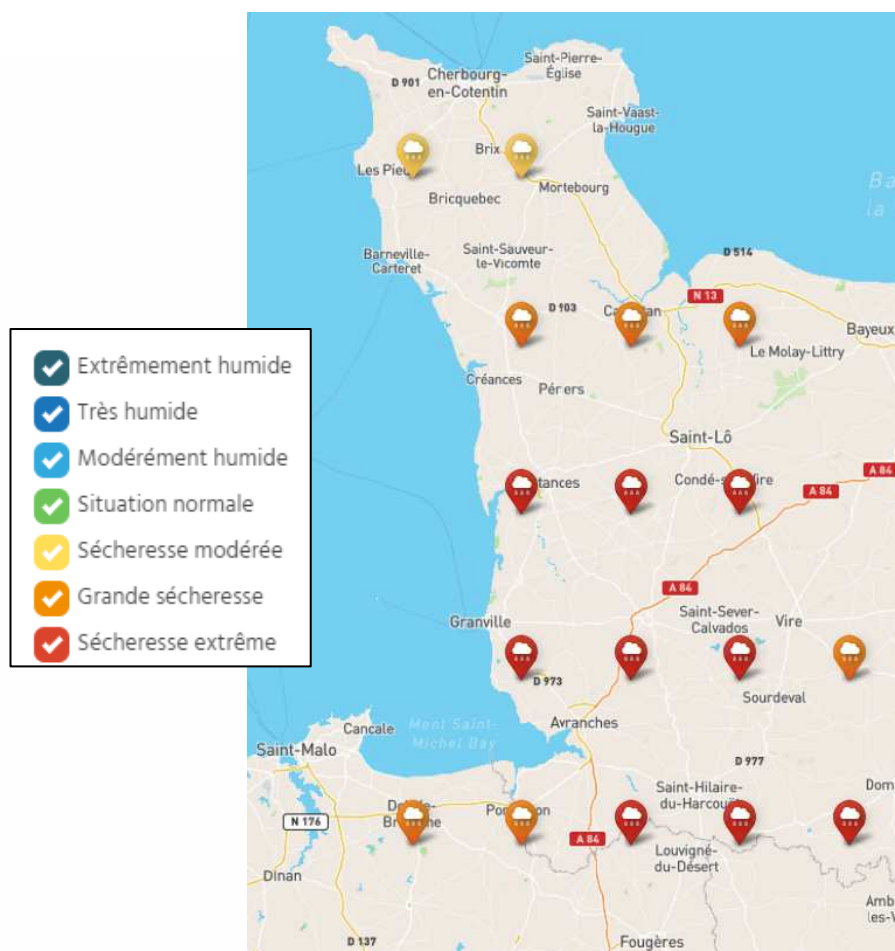 Extrêmement humide
Très humide
Modérément humide
Situation normale
Sécheresse modérée
Grande sécheresse
Sécheresse extrême
Saint-Pierre-
Église
D 901
Cherbourg-
en-Cotentin
Saint-Vaast-
la-Hougue
Brix
Les
Mortebourg
Bricquebec
Barneville-
Carteret
Saint-Sauveur-
le-Vicomte
D 514
N 13
D 903
Bayeux
Le Molay-Littry
Créances
Périers
Saint-Lô
A 84
A 84
A 84
Granville
Saint-Sever-
Calvados
Vire
D 973
Sourdeval
Avranches
Mont Saint-
Michel Bay
Cancale
Saint-Malo
D 977
Saint-Hilaire-
N 176
A 84
Louvigné-
du-Désert
Dinan
D 137
Fougères